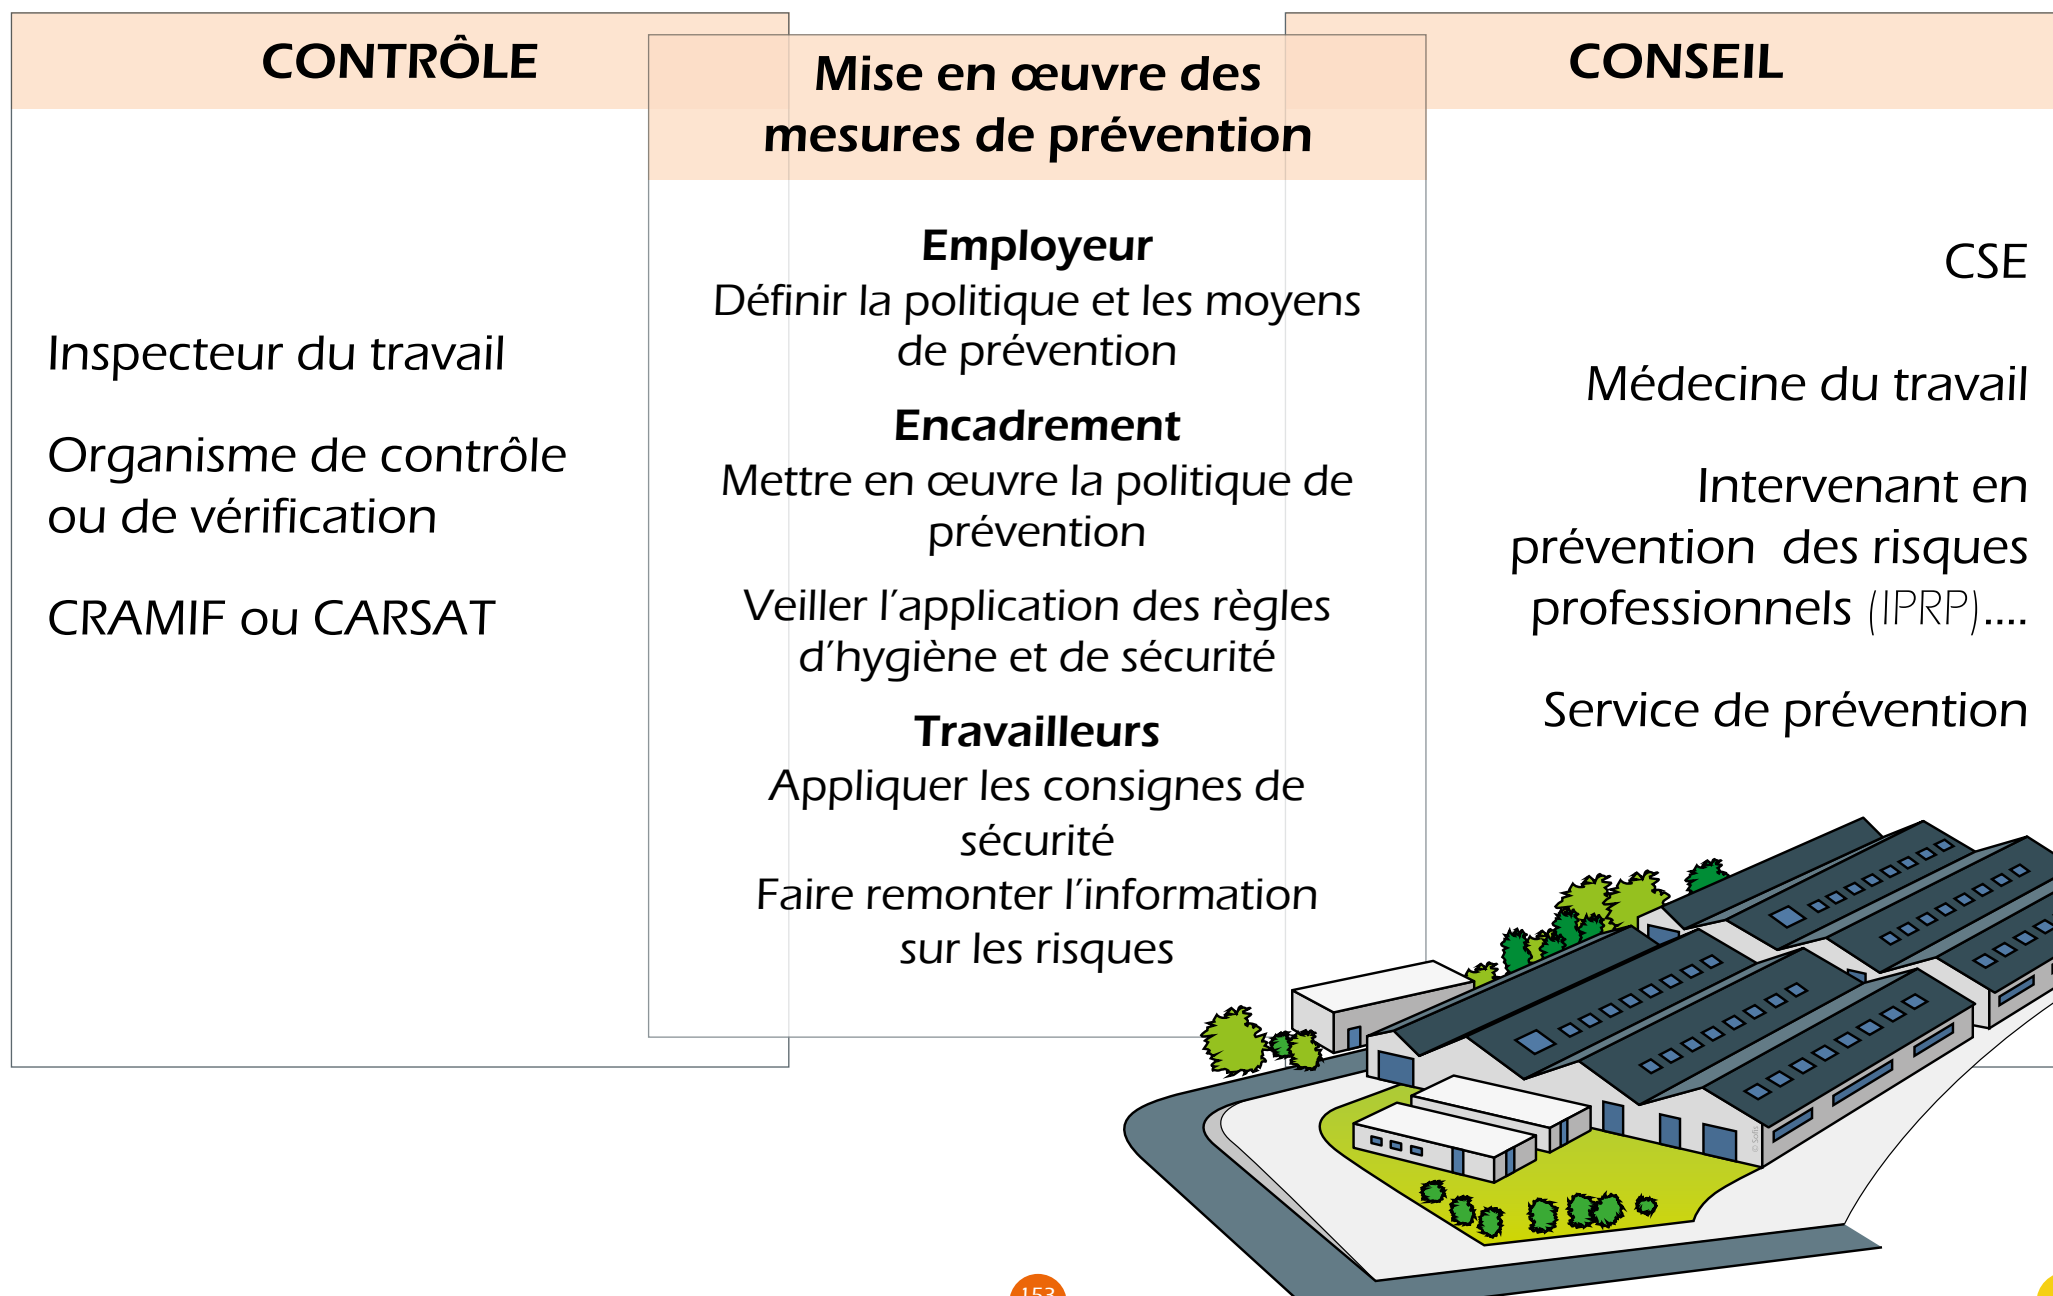 CONTRÔLE
Inspecteur du travail
Organisme de contrôle
ou de vérification
CRAMIF ou CARSAT
Mise en œuvre des
mesures de prévention
Employeur
Définir la politique et les moyens
de prévention
Encadrement
Mettre en œuvre la politique de
prévention
Veiller l’application des règles
d’hygiène et de sécurité
Travailleurs
Appliquer les consignes de
sécurité
Faire remonter l’information
sur les risques
CONSEIL
CSE
Médecine du travail
Intervenant en
prévention des risques
professionnels (IPRP)....
Service de prévention
© Sofis
153